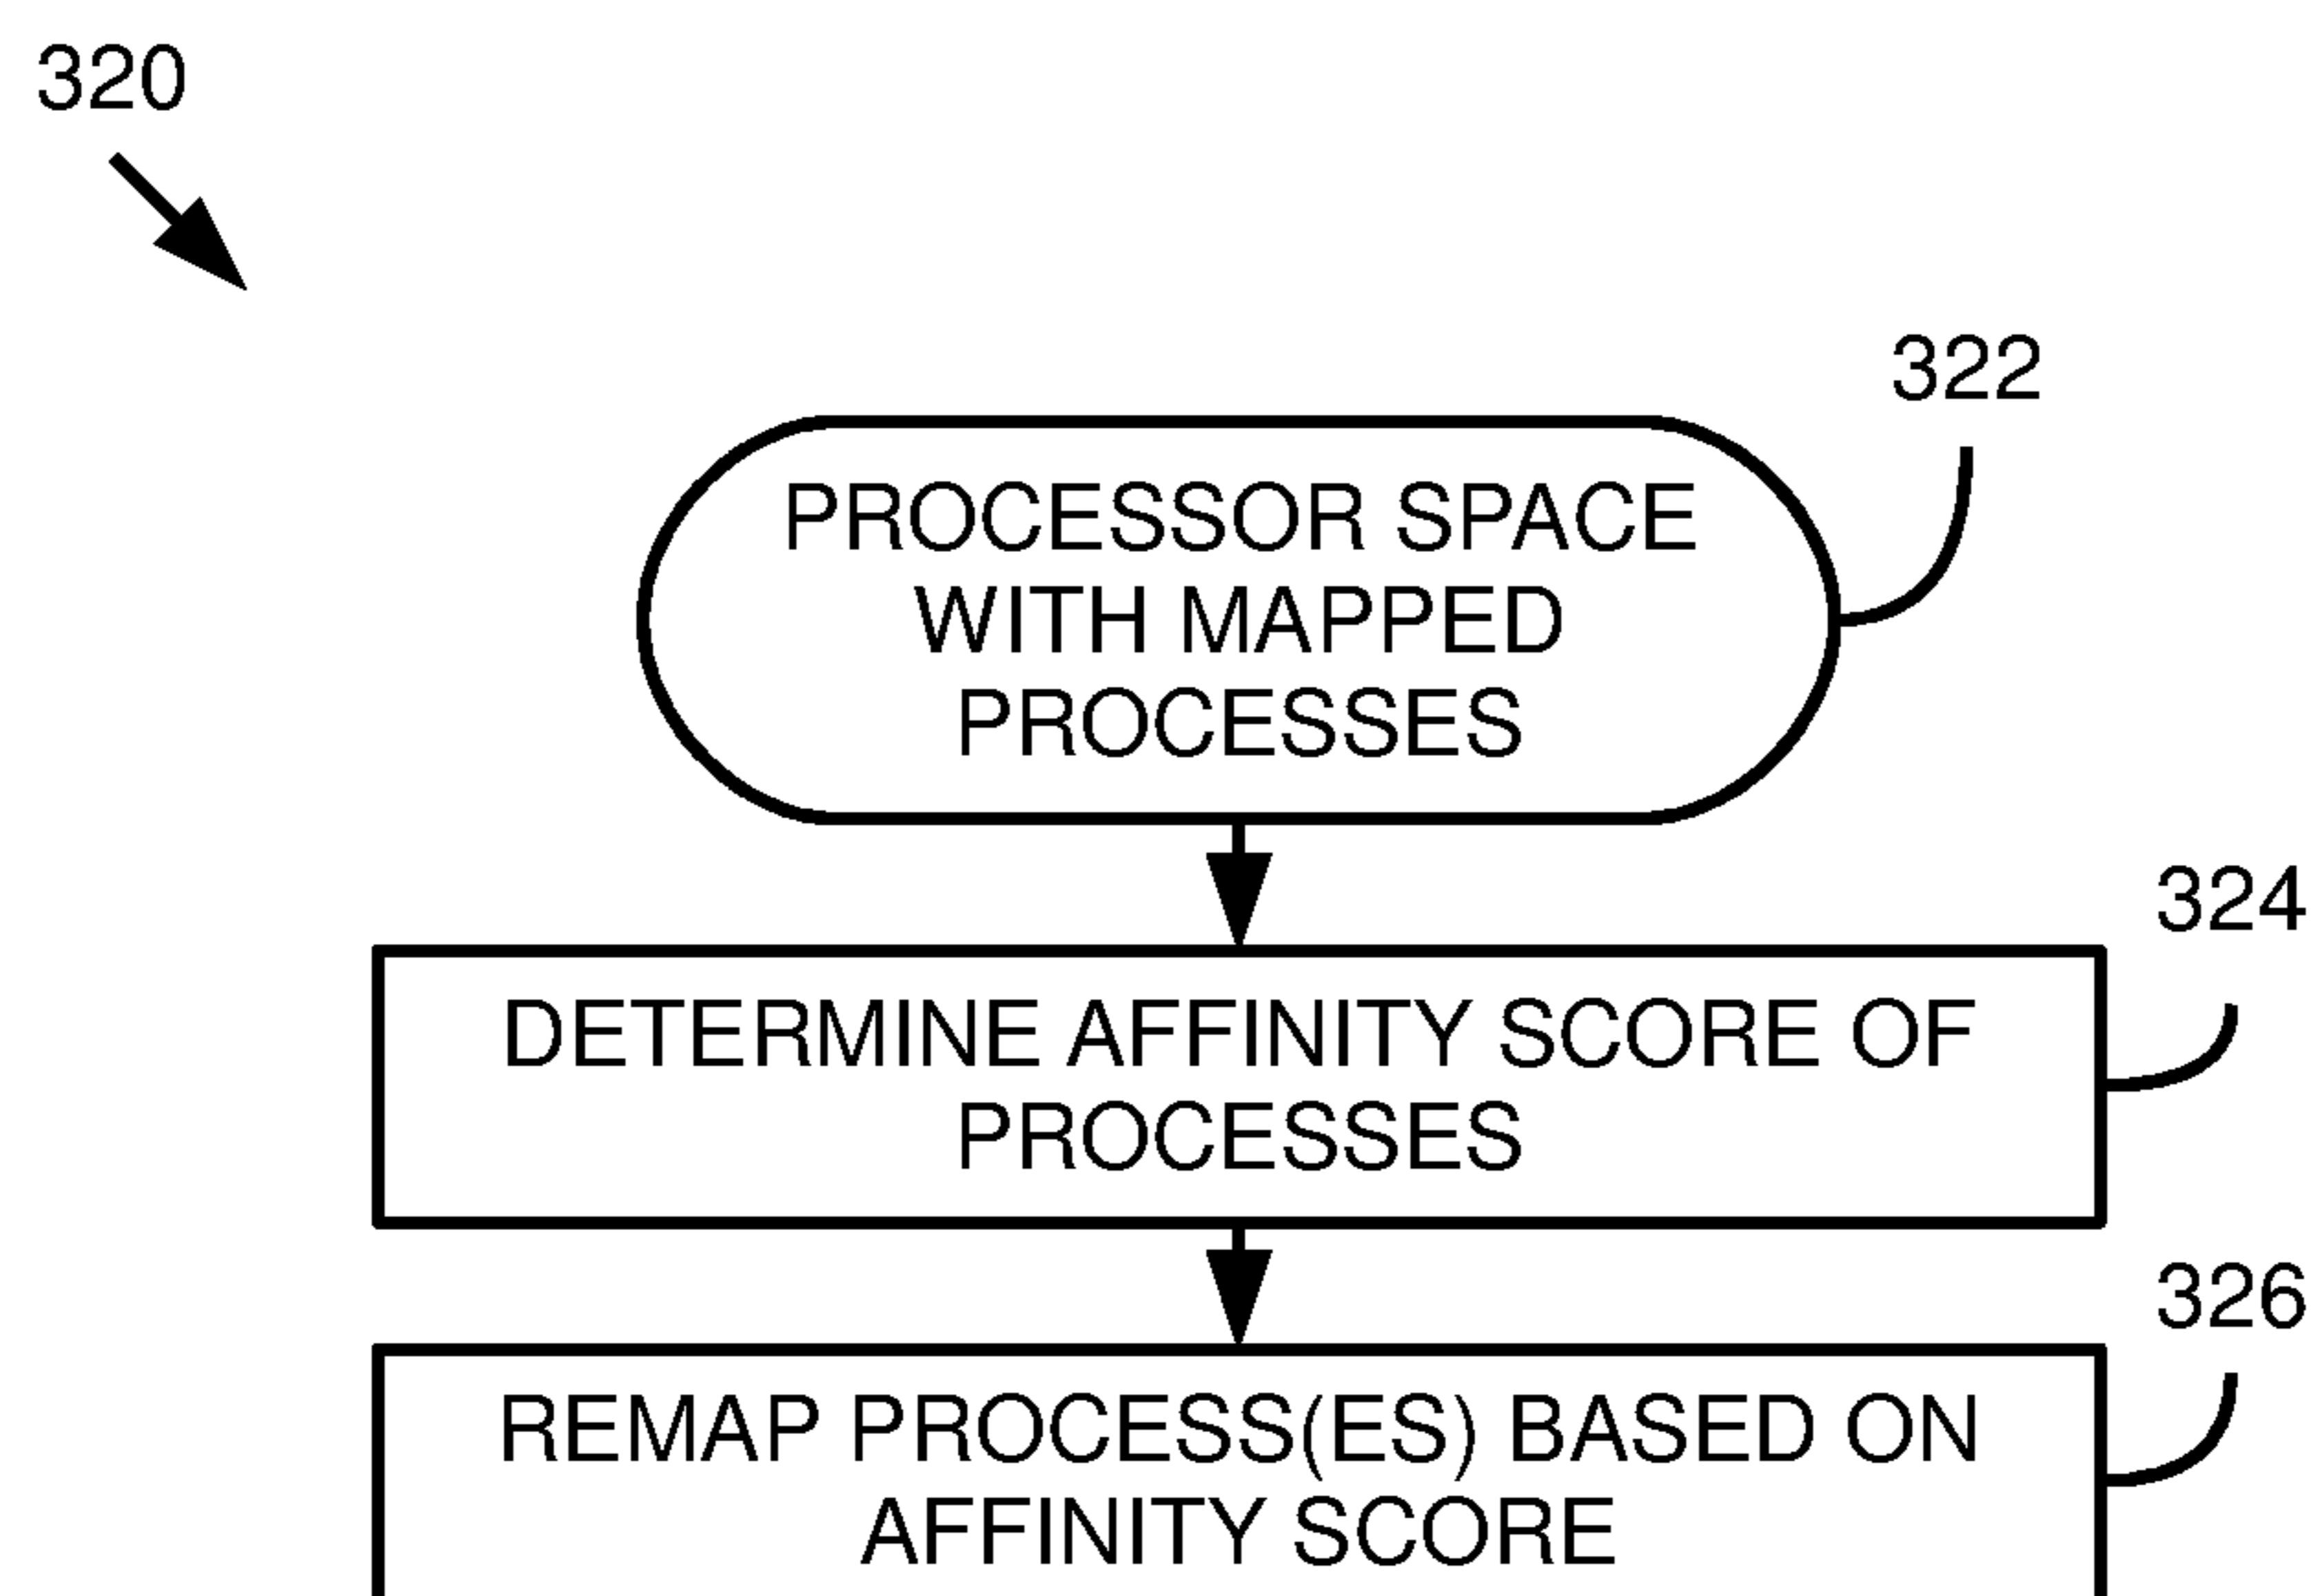 320
322
PROCESSOR SPACE
WITH MAPPED
PROCESSES
324
DETERMINE AFFINITY SCORE OF
PROCESSES
326
REMAP PROCESS(ES) BASED ON
AFFINITY SCORE